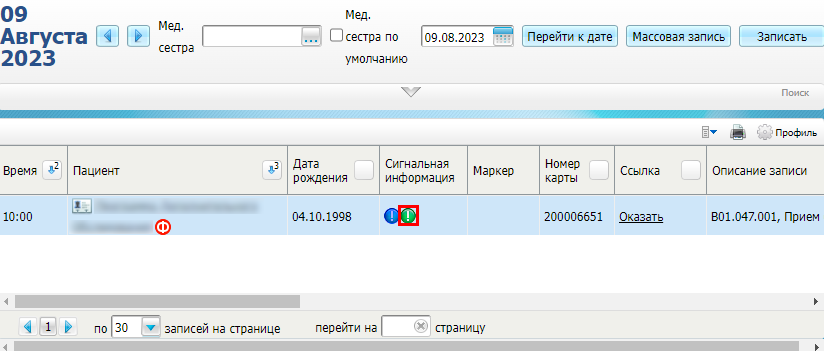 09 Августа 2023
Мед. сестра
...
Мед. сестра по умолчанию
09.08.2023
Перейти к дате
Массовая запись
Записать
Поиск
Профиль
Время 2
Пациент 3
Дата рождения
Сигнальная информация
Маркер
Номер карты
Ссылка
Описание записи
10:00
Ф
04.10.1998
!
!
200006651
Оказать
B01.047.001, Прием
1
по 30 записей на странице
перейти на страницу